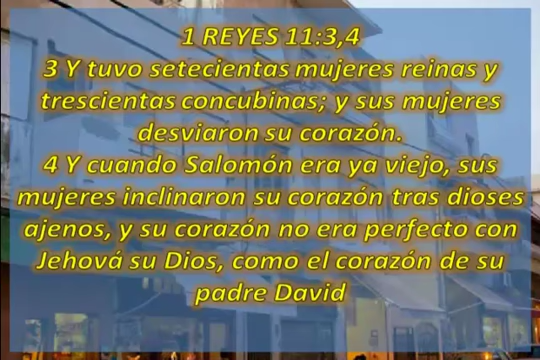 1 REYES 11:3,4
3 Y tuvo setecientas mujeres reinas y
trescientas concubinas; y sus mujeres
desviaron su corazón.
4 Y cuando Salomón era ya viejo, sus
mujeres inclinaron su corazón tras dioses
ajenos, y su corazón no era perfecto con
Jehová su Dios, como el corazón de su
padre David